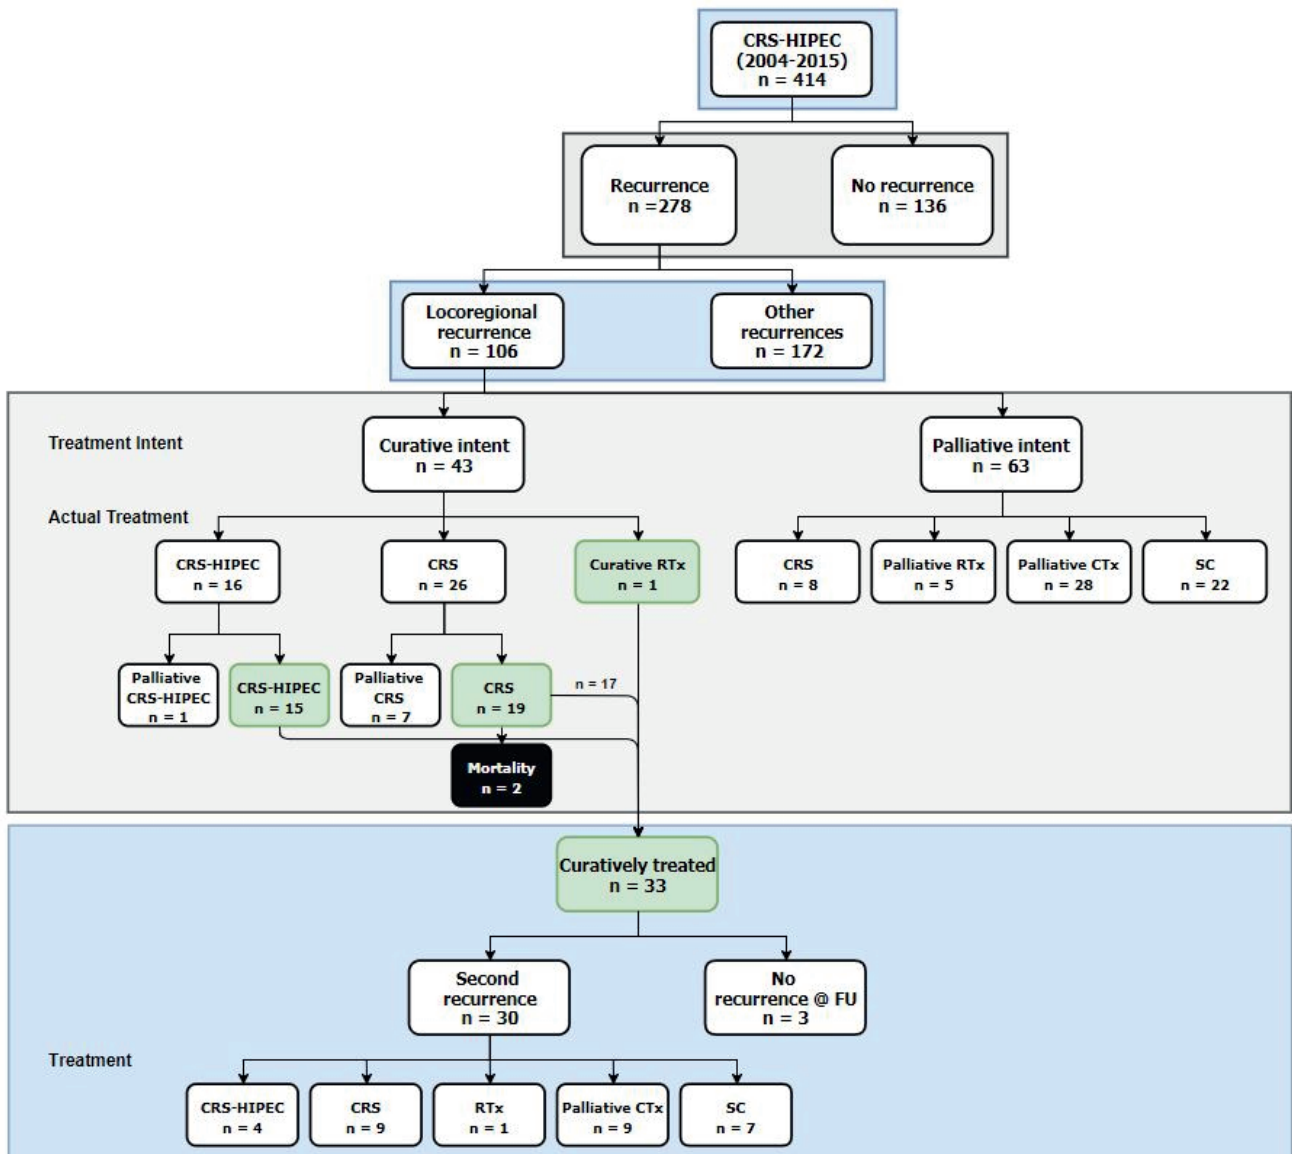 CRS-HIPEC
(2004-2015)
n = 414
Recurrence
n =278
No recurrence
n = 136
Locoregional
recurrence
n = 106
Other
recurrences
n = 172
Treatment Intent
Curative intent
n = 43
Palliative intent
n = 63
Actual Treatment
CRS-HIPEC
n = 16
CRS
n = 26
Curative RTx
n = 1
CRS
n = 8
Palliative RTx
n = 5
Palliative CTx
n = 28
SC
n = 22
Palliative
CRS-HIPEC
n = 1
CRS-HIPEC
n = 15
Palliative
CRS
n = 7
CRS
n = 19
n = 17
Mortality
n = 2
Curatively treated
n = 33
Second
recurrence
n = 30
No
recurrence @ FU
n = 3
Treatment
CRS-HIPEC
n = 4
CRS
n = 9
RTx
n = 1
Palliative CTx
n = 9
SC
n = 7